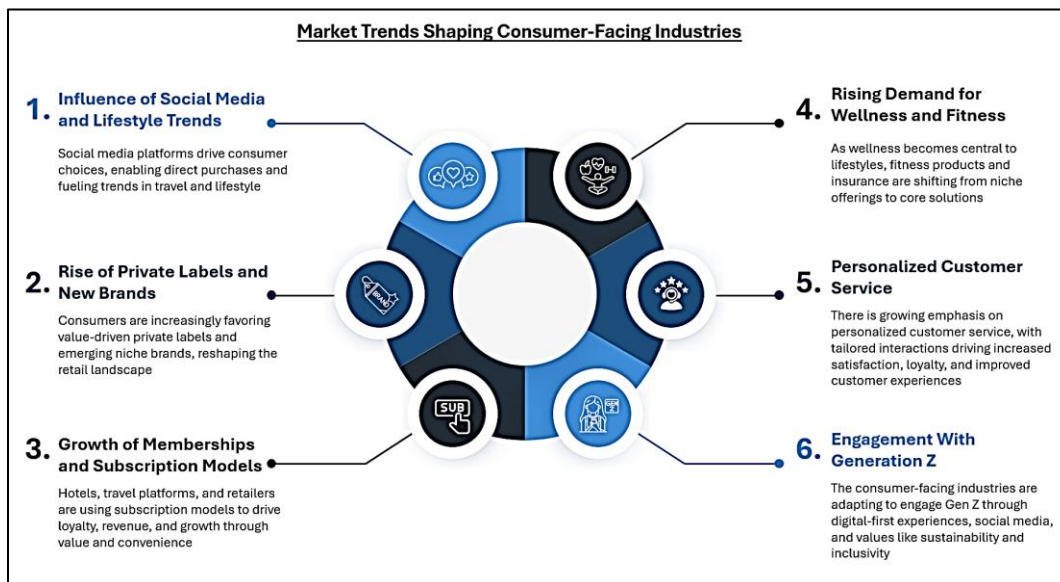 Market Trends Shaping Consumer-Facing Industries
1. Influence of Social Media
and Lifestyle Trends
Social media platforms drive consumer
choices, enabling direct purchases and
fueling trends in travel and lifestyle
2. Rise of Private Labels and
New Brands
Consumers are increasingly favoring
value-driven private labels and
emerging niche brands, reshaping the
retail landscape
3. Growth of Memberships
and Subscription Models
Hotels, travel platforms, and retailers
are using subscription models to drive
loyalty, revenue, and growth through
value and convenience
BRAND
SUB
GEN
Z
4. Rising Demand for
Wellness and Fitness
As wellness becomes central to
lifestyles, fitness products and
insurance are shifting from niche
offerings to core solutions
5. Personalized Customer
Service
There is growing emphasis on
personalized customer service, with
tailored interactions driving increased
satisfaction, loyalty, and improved
customer experiences
6. Engagement With
Generation Z
The consumer-facing industries are
adapting to engage Gen Z through
digital-first experiences, social media,
and values like sustainability and
inclusivity